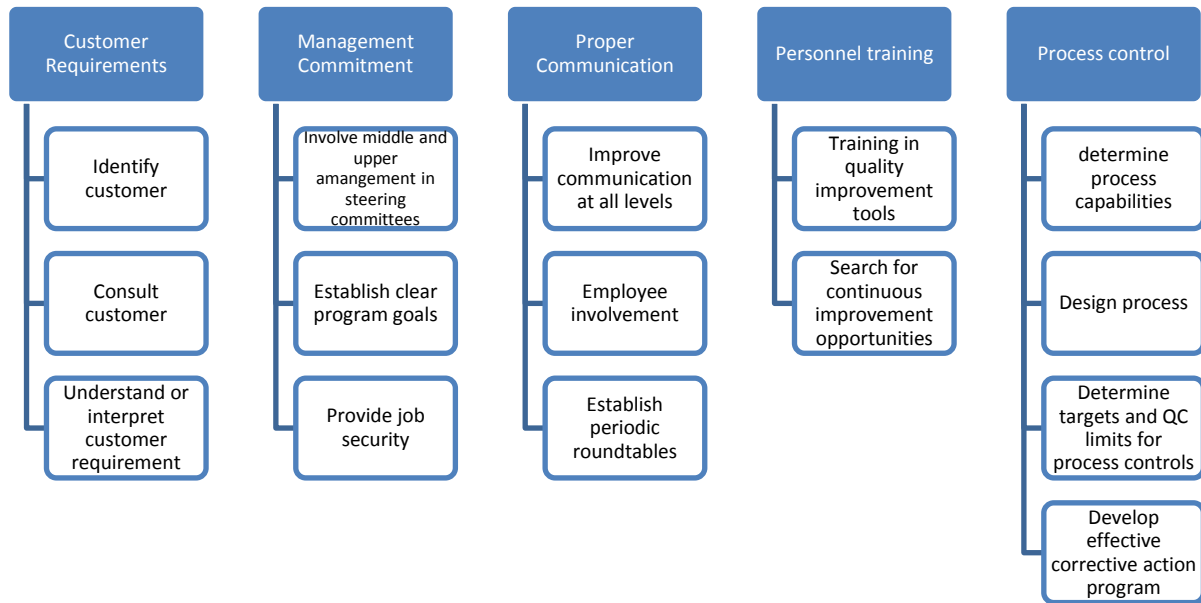 Customer
Requirements
Identify
customer
Consult
customer
Understand or
interpret
customer
requirement
Management
Commitment
Involve middle and
upper
amangement in
steering
committees
Establish clear
program goals
Provide job
security
Proper
Communication
Improve
communication
at all levels
Employee
involvement
Establish
periodic
roundtables
Personnel training
Training in
quality
improvement
tools
Search for
continuous
improvement
opportunities
Process control
determine
process
capabilities
Design process
Determine
targets and QC
limits for
process controls
Develop
effective
corrective action
program